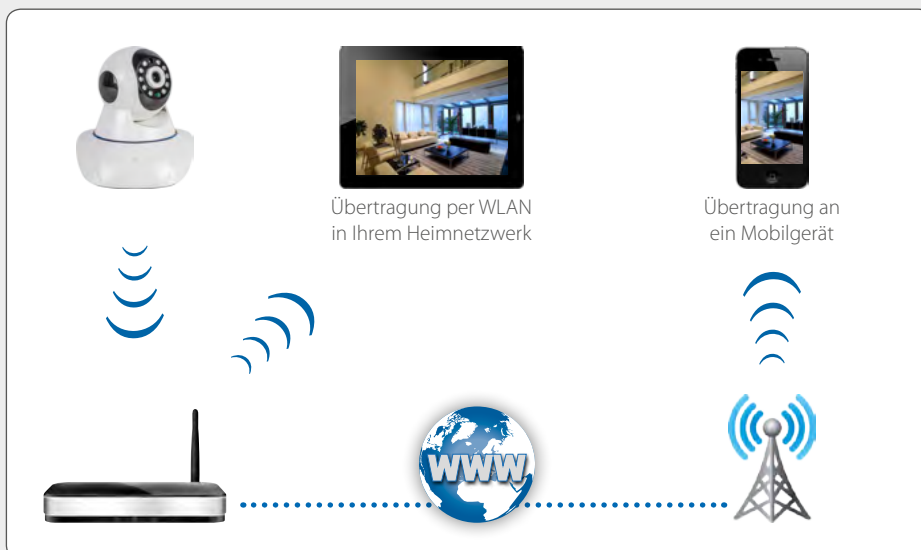 Übertragung per WLAN
in Ihrem Heimnetzwerk
Übertragung an
ein Mobilgerät
WWW